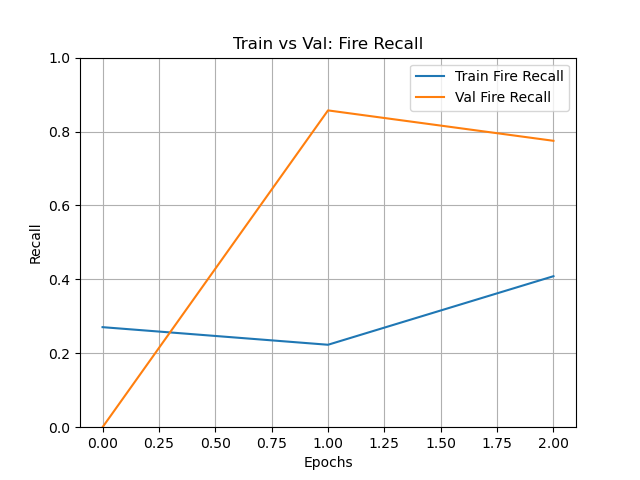 Train vs Val: Fire Recall
Train Fire Recall
Val Fire Recall
1.0
0.8
0.6
0.4
0.2
0.0
Recall
0.00 0.25 0.50 0.75 1.00 1.25 1.50 1.75 2.00
Epochs